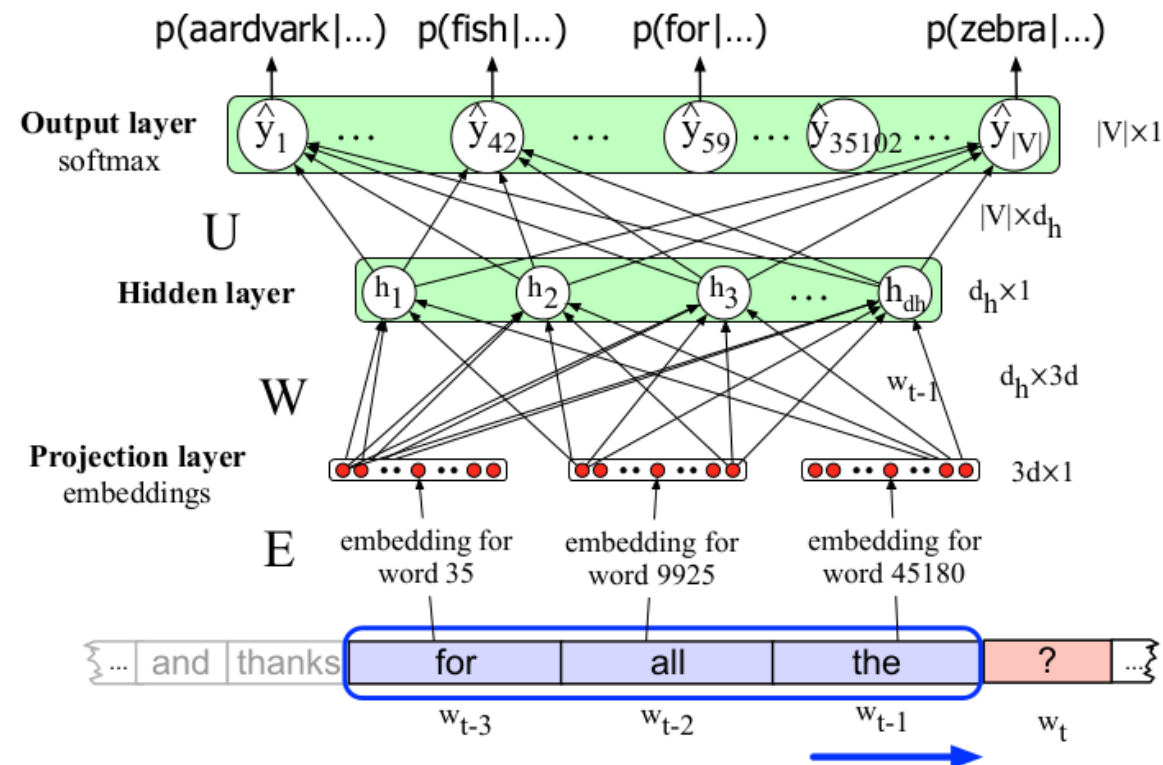 p(aardvark|...) p(fish|...) p(for|...) p(zebra|...)
Output layer
softmax
ŷ1 ... ŷ42 ... ŷ59 ... ŷ35102 ... ŷ|V| |V|×1
U |V|×dh
Hidden layer h1 h2 h3 ... hdh dh×1
W wt-1 dh×3d
Projection layer
embeddings
3d×1
E
embedding for
word 35
embedding for
word 9925
embedding for
word 45180
... and thanks for all the ? ...
wt-3 wt-2 wt-1 wt